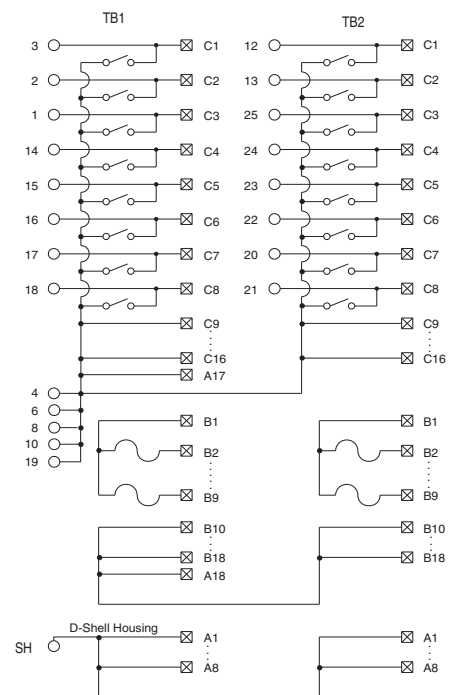 TB1 TB2
3 C1 12 C1
2 C2 13 C2
1 C3 25 C3
14 C4 24 C4
15 C5 23 C5
16 C6 22 C6
17 C7 20 C7
18 C8 21 C8
C9 C9
C16 C16
A17
4
6
8
10
19
B1 B1
B2 B2
B9 B9
B10 B10
B18 B18
A18
D-Shell Housing
SH A1 A1
A8 A8